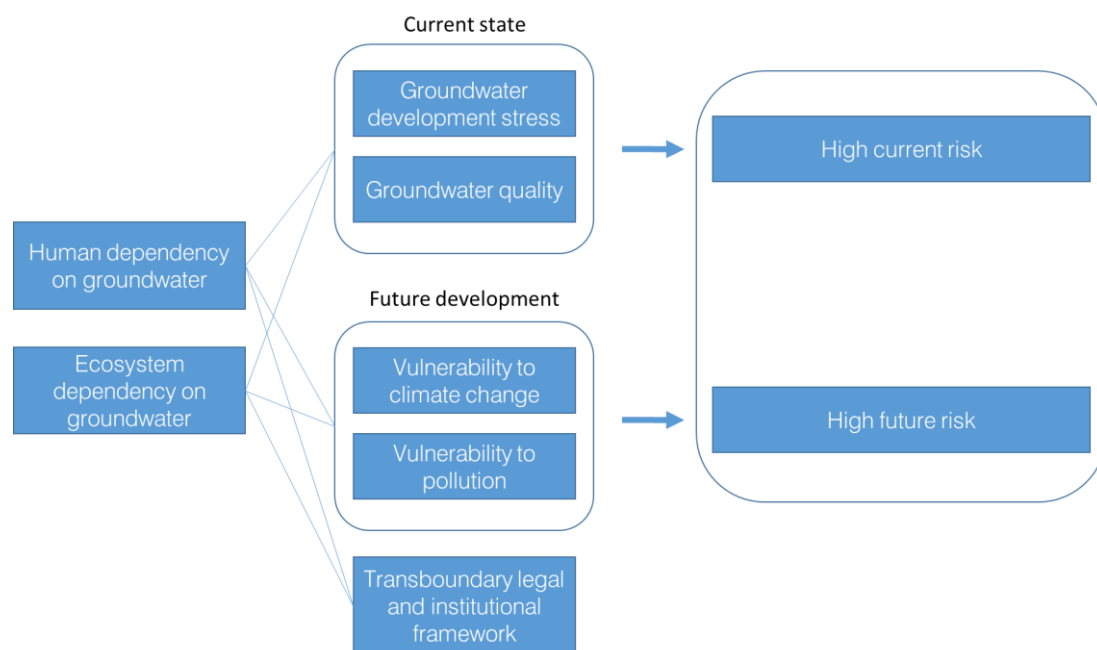 Current state
Groundwater
development stress
Groundwater quality
High current risk
Human dependency
on groundwater
Future development
Ecosystem
dependency on
groundwater
Vulnerability to
climate change
Vulnerability to
pollution
High future risk
Transboundary legal
and institutional
framework